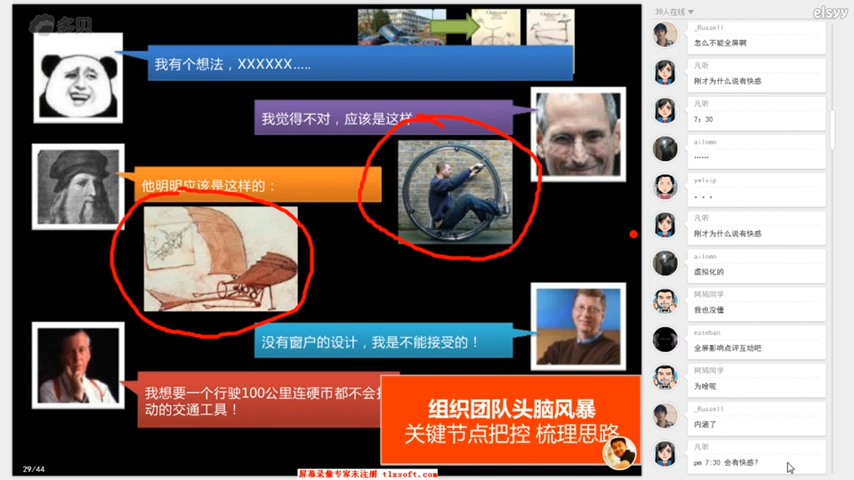 多贝
我有个想法，XXXXXX.....
我觉得不对，应该是这样
他明明应该是这样的：
没有窗户的设计，我是不能接受的！
我想要一个行驶100公里连硬币都不会
动的交通工具！
组织团队头脑风暴
关键节点把控 梳理思路
29/44
屏幕录像专家未注册 tlxsoft.com
39人在线
elsyy
_Russell
怎么不能全屏啊
凡昕
刚才为什么说有快感
凡昕
7：30
ailomo
……
ymlvip
。。。
凡昕
刚才为什么说有快感
ailomo
虚拟化的
阿鸠同学
我也没懂
esteban
全屏影响点评互动吧
阿鸠同学
为啥呢
_Russell
内涵了
凡昕
pm 7:30 会有快感?